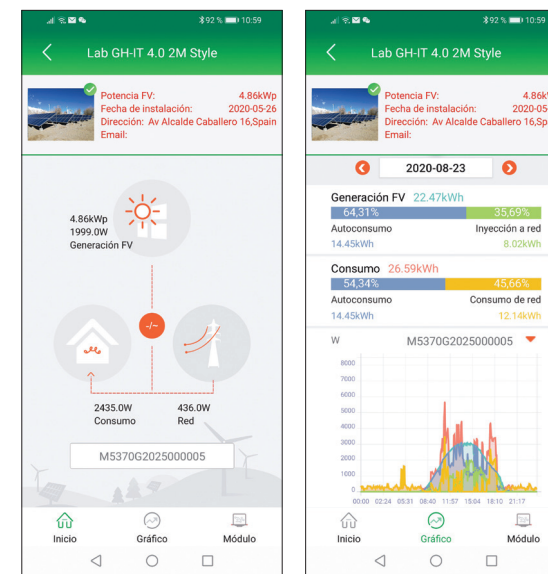 92 % 10:59
Lab GH-IT 4.0 2M Style
Potencia FV: 4.86kWp
Fecha de instalación: 2020-05-26
Dirección: Av Alcalde Caballero 16,Spain
Email:
4.86kWp
1999.0W
Generación FV
-/~
2435.0W 436.0W
Consumo Red
M5370G2025000005
Inicio Gráfico Módulo
92 % 10:59
Lab GH-IT 4.0 2M Style
Potencia FV: 4.86kW
Fecha de instalación: 2020-05
Dirección: Av Alcalde Caballero 16,Spa
Email:
2020-08-23
Generación FV 22.47kWh
64,31% 35,69%
Autoconsumo Inyección a red
14.45kWh 8.02kWh
Consumo 26.59kWh
54,34% 45,66%
Autoconsumo Consumo de red
14.45kWh 12.14kWh
W M5370G2025000005
8000
7000
6000
5000
4000
3000
2000
1000
0
00:00 02:24 05:31 08:40 11:57 15:04 18:10 21:17
Inicio Gráfico Módulo